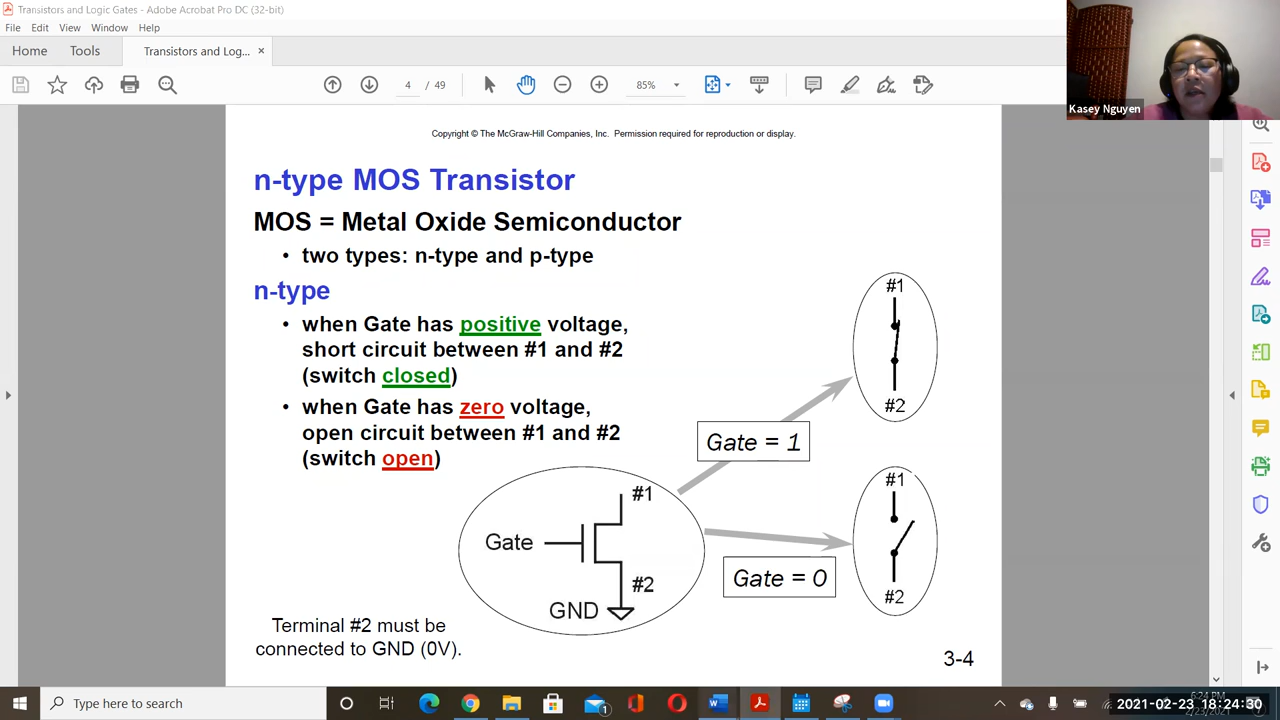 Transistors and Logic Gates - Adobe Acrobat Pro DC (32-bit)
File Edit View Window Help
Home Tools Transistors and Log... ×
4 / 49 85%
Kasey Nguyen
Copyright © The McGraw-Hill Companies, Inc. Permission required for reproduction or display.
n-type MOS Transistor
MOS = Metal Oxide Semiconductor
• two types: n-type and p-type
n-type
• when Gate has positive voltage,
short circuit between #1 and #2
(switch closed)
• when Gate has zero voltage,
open circuit between #1 and #2
(switch open)
#1
#2
Gate = 1
#1
#2
Gate = 0
#1
Gate
#2
GND
Terminal #2 must be
connected to GND (0V).
3-4
Type here to search
1
6:24 PM
2021-02-23 18:24:30